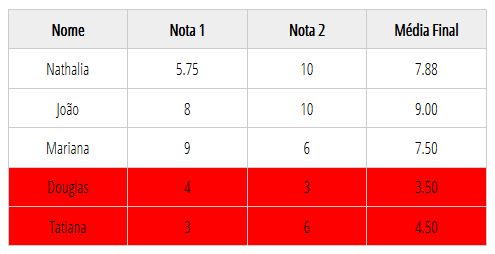 Nome Nota 1 Nota 2 Média Final
Nathalia 5.75 10 7.88
João 8 10 9.00
Mariana 9 6 7.50
Douglas 4 3 3.50
Tatiana 3 6 4.50